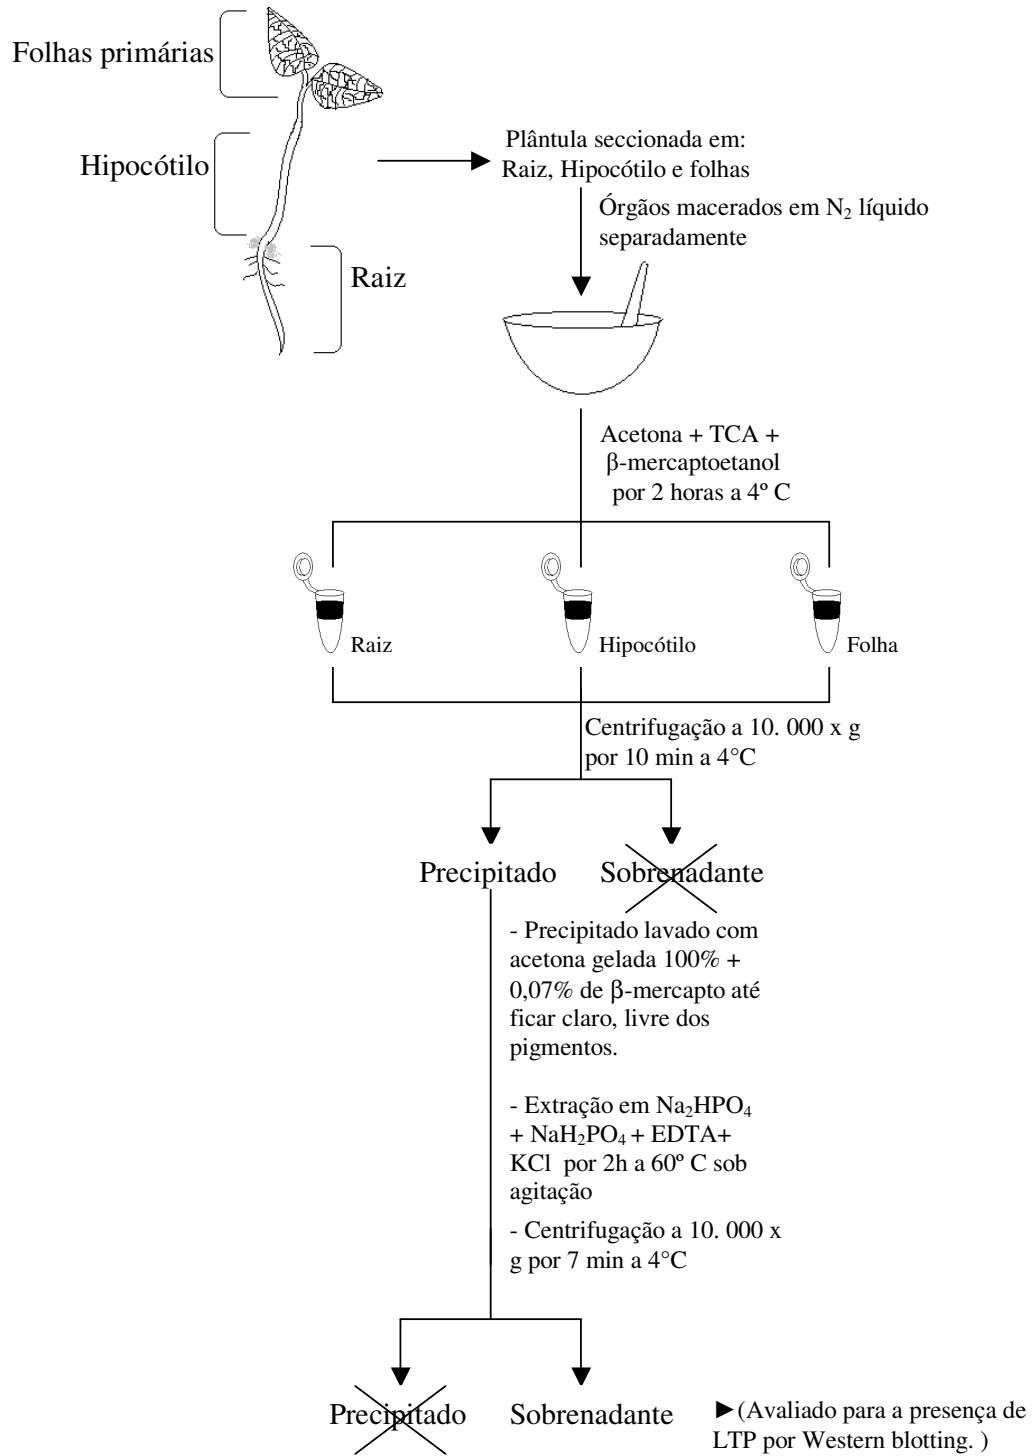 Folhas primárias
Hipocótilo
Raiz
Plântula seccionada em:
Raiz, Hipocótilo e folhas
Órgãos macerados em N₂ líquido
separadamente
Acetona + TCA +
β-mercaptoetanol
por 2 horas a 4º C
Raiz
Hipocótilo
Folha
Centrifugação a 10. 000 x g
por 10 min a 4°C
Precipitado
Sobrenadante
- Precipitado lavado com
acetona gelada 100% +
0,07% de β-mercapto até
ficar claro, livre dos
pigmentos.
- Extração em Na₂HPO₄
+ NaH₂PO₄ + EDTA+
KCl por 2h a 60º C sob
agitação
- Centrifugação a 10. 000 x
g por 7 min a 4°C
Precipitado
Sobrenadante
►(Avaliado para a presença de
LTP por Western blotting. )